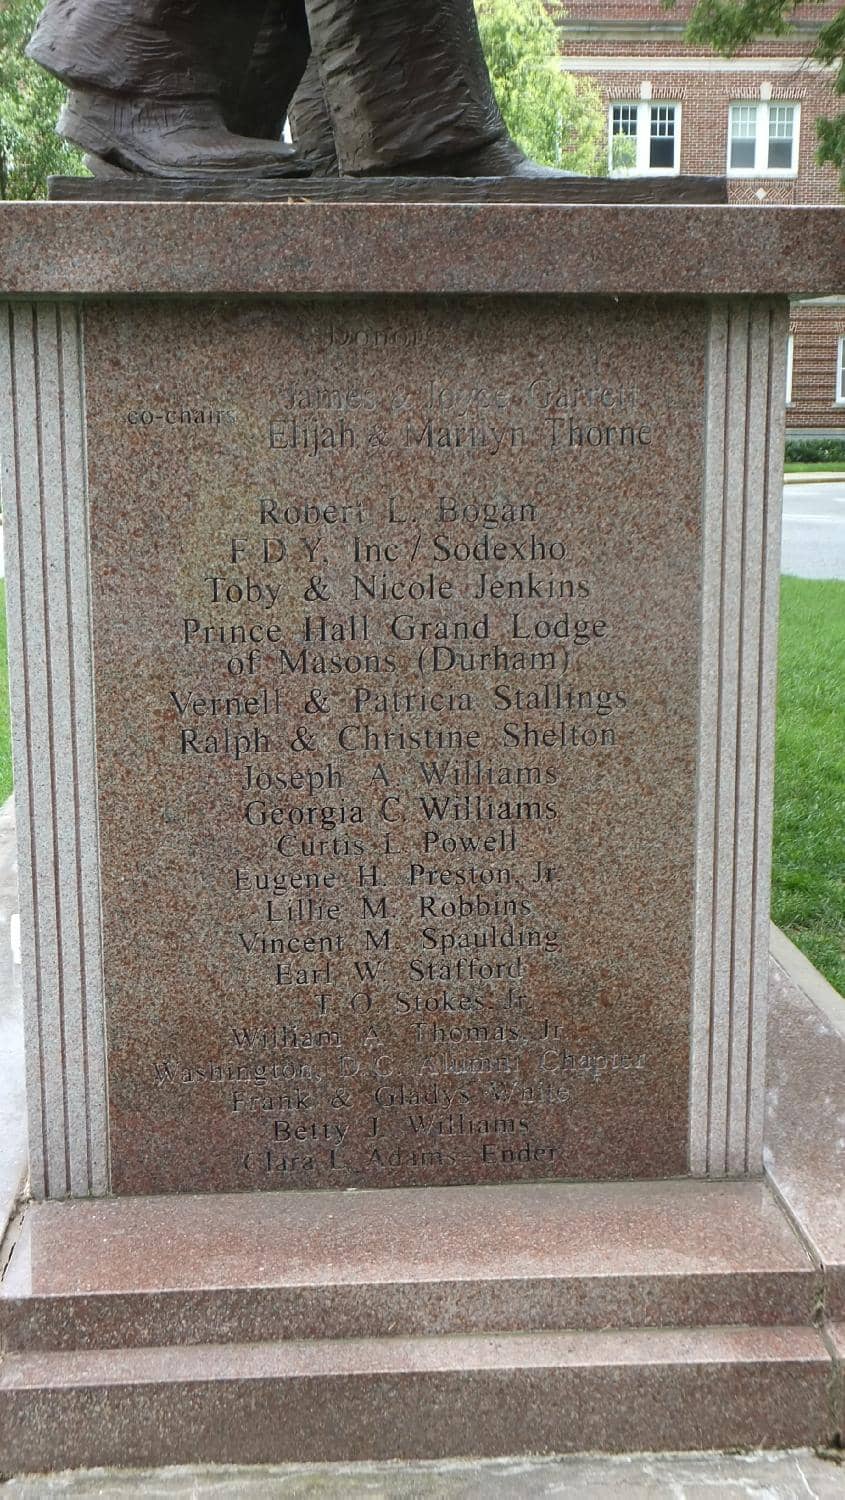 Donors
James & Joyce Garrett
co-chairs
Elijah & Marilyn Thorne
Robert L. Bogan
F D Y, Inc / Sodexho
Toby & Nicole Jenkins
Prince Hall Grand Lodge
of Masons (Durham)
Vernell & Patricia Stallings
Ralph & Christine Shelton
Joseph A. Williams
Georgia C. Williams
Curtis L. Powell
Eugene H. Preston, Jr.
Lillie M. Robbins
Vincent M. Spaulding
Earl W. Stafford
T. O. Stokes, Jr.
William A. Thomas, Jr.
Washington, D.C. Alumni Chapter
Frank & Gladys White
Betty J. Williams
Clara L. Adams-Ender